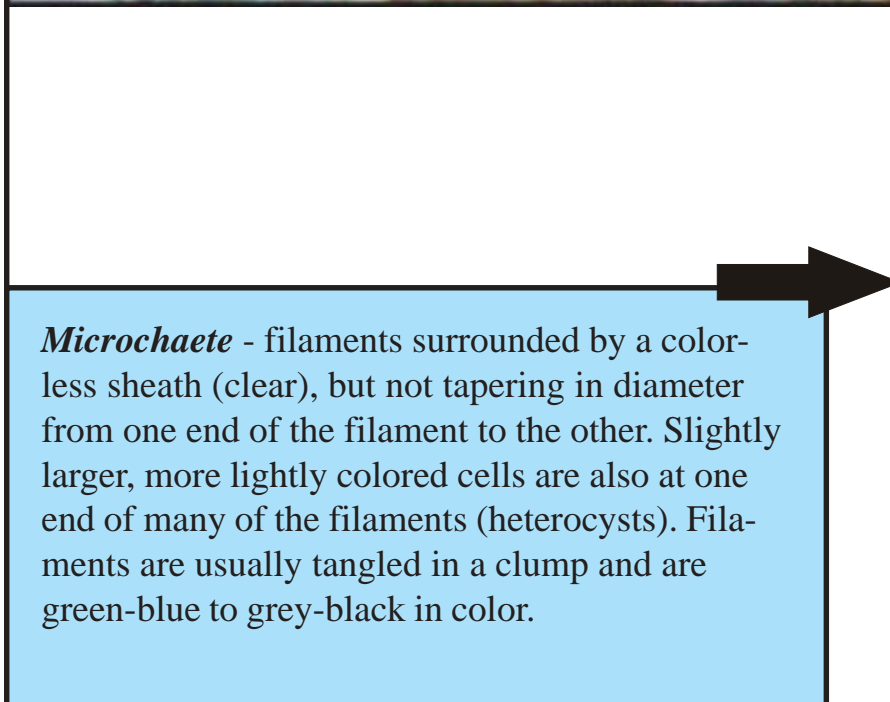 Microchaete - filaments surrounded by a color-
less sheath (clear), but not tapering in diameter
from one end of the filament to the other. Slightly
larger, more lightly colored cells are also at one
end of many of the filaments (heterocysts). Fila-
ments are usually tangled in a clump and are
green-blue to grey-black in color.